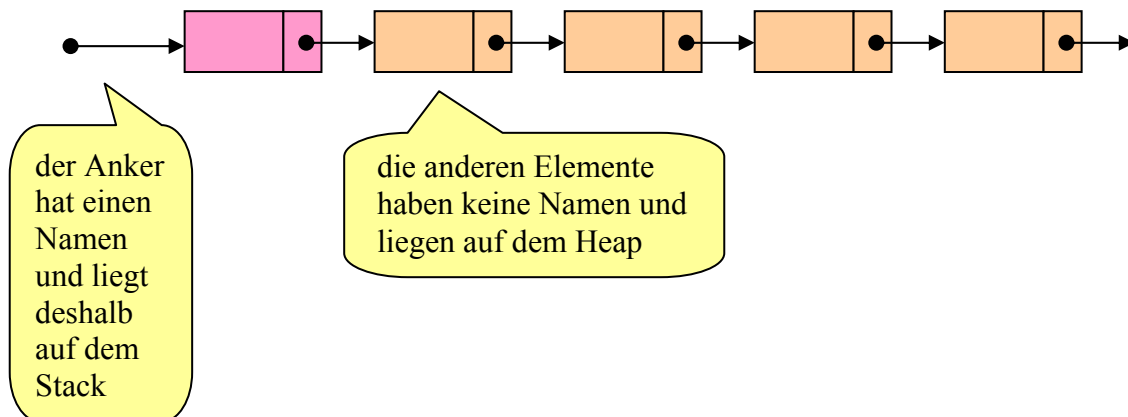 der Anker
hat einen
Namen
und liegt
deshalb
auf dem
Stack
die anderen Elemente
haben keine Namen und
liegen auf dem Heap